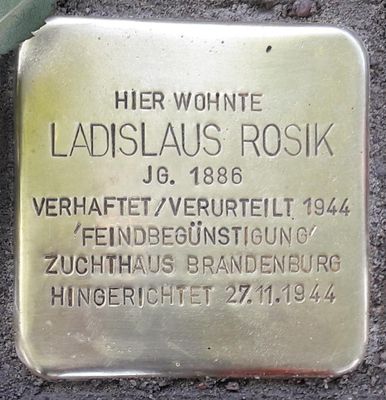 HIER WOHNTE
LADISLAUS ROSIK
JG. 1886
VERHAFTET/VERURTEILT 1944
'FEINDBEGÜNSTIGUNG'
ZUCHTHAUS BRANDENBURG
HINGERICHTET 27.11.1944